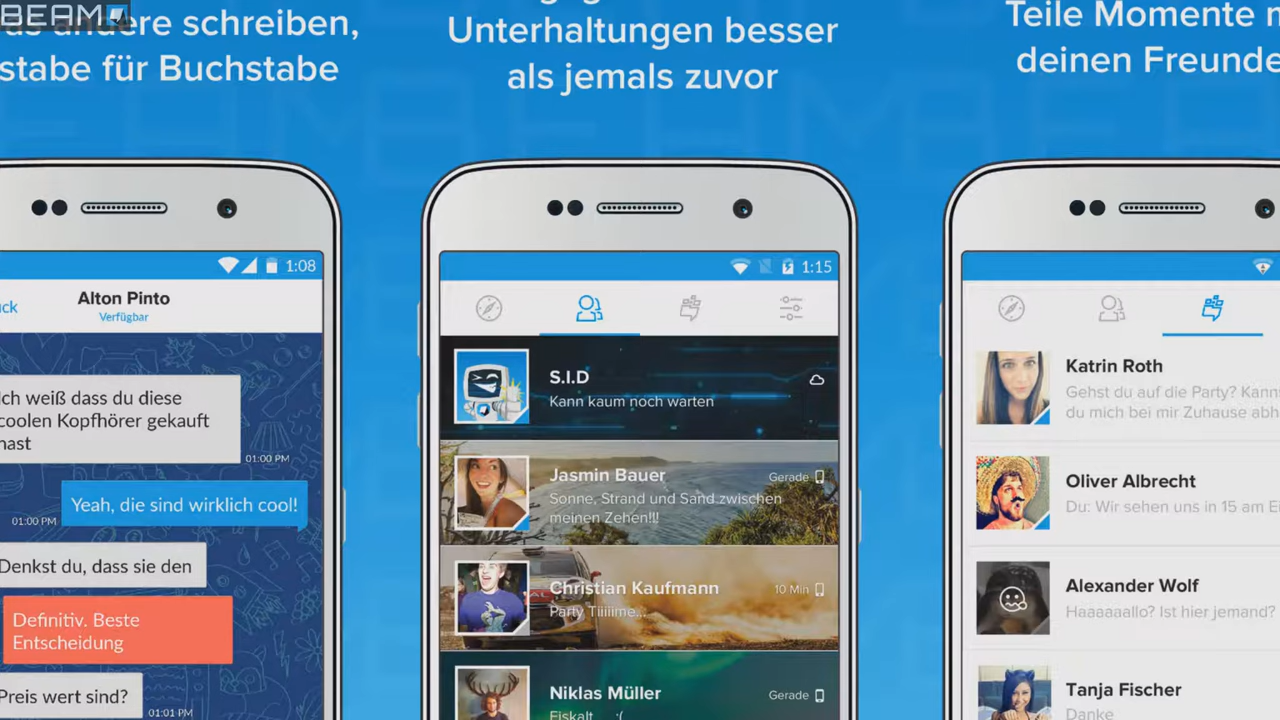 BEAM
andere schreiben,
stabe für Buchstabe
Unterhaltungen besser
als jemals zuvor
Teile Momente
deinen Freunde
1:08
Alton Pinto
Verfügbar
ck
Ich weiß dass du diese
coolen Kopfhörer gekauft
hast
01:00 PM
Yeah, die sind wirklich cool!
01:00 PM
Denkst du, dass sie den
Definitiv. Beste
Entscheidung
Preis wert sind?
01:01 PM
1:15
S.I.D
Kann kaum noch warten
Jasmin Bauer
Gerade
Sonne, Strand und Sand zwischen
meinen Zehen!!!
Christian Kaufmann
10 Min
Party Tiiiiime...
Niklas Müller
Gerade
Eiskalt... :(
Katrin Roth
Gehst du auf die Party? Kann
du mich bei mir Zuhause abh
Oliver Albrecht
Du: Wir sehen uns in 15 am Ei
Alexander Wolf
Haaaaaallo? Ist hier jemand?
Tanja Fischer
Danke